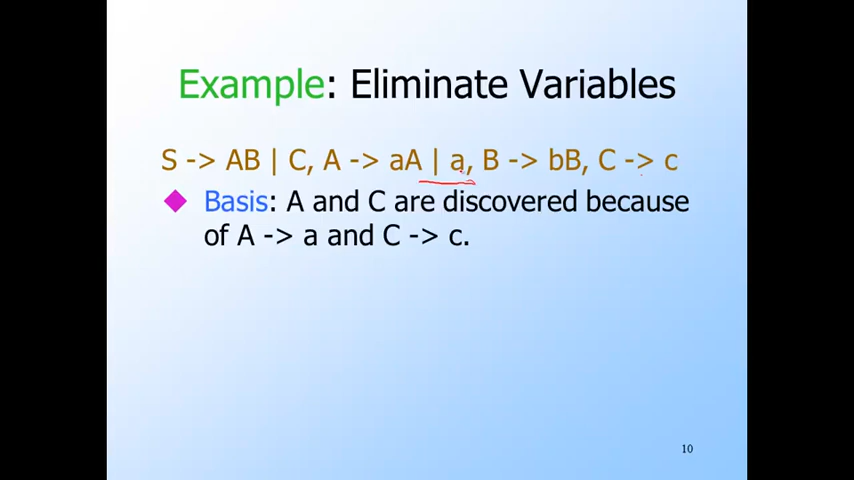 Example: Eliminate Variables
S -> AB | C, A -> aA | a, B -> bB, C -> c
Basis: A and C are discovered because
of A -> a and C -> c.
10